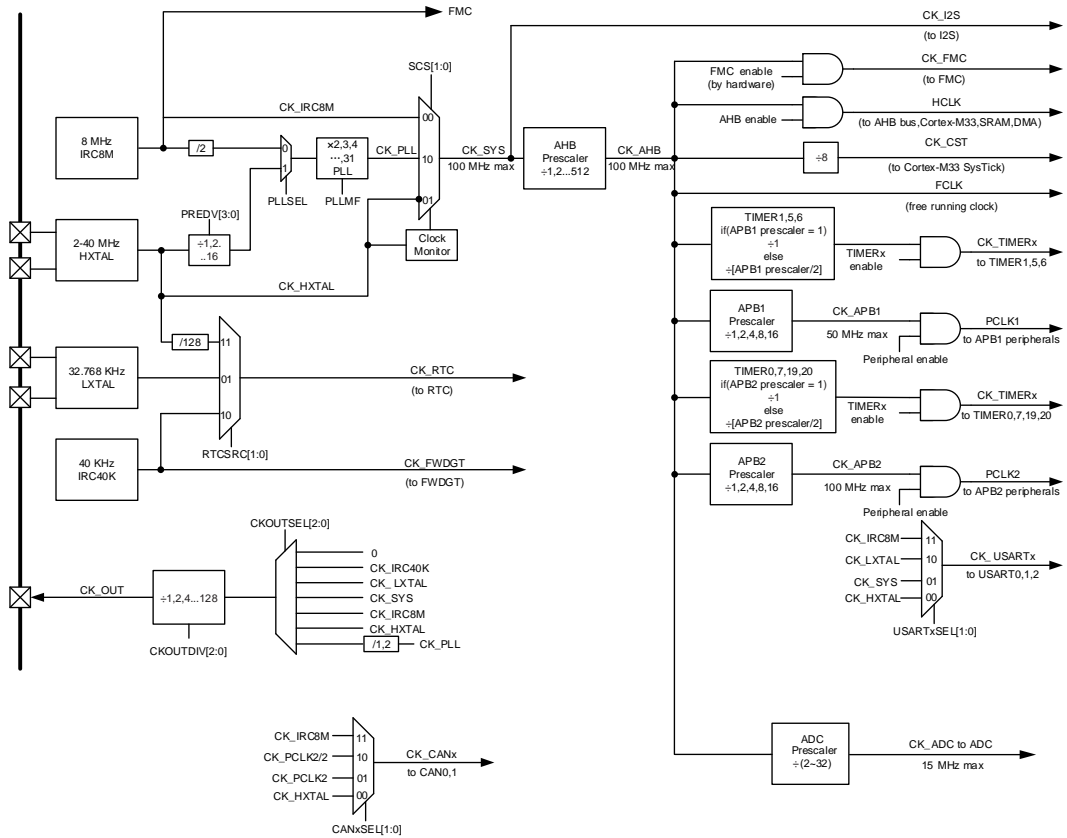 FMC
CK_I2S
(to I2S)
SCS[1:0]
CK_IRC8M
00
8 MHz
IRC8M
/2
0
1
PLLSEL
×2,3,4
…,31
PLL
PLLMF
CK_PLL
10
01
CK_SYS
100 MHz max
AHB
Prescaler
÷1,2...512
CK_AHB
100 MHz max
FMC enable
(by hardware)
CK_FMC
(to FMC)
AHB enable
HCLK
(to AHB bus,Cortex-M33,SRAM,DMA)
÷8
CK_CST
(to Cortex-M33 SysTick)
FCLK
(free running clock)
PREDV[3:0]
2-40 MHz
HXTAL
÷1,2.
..16
Clock
Monitor
CK_HXTAL
TIMER1,5,6
if(APB1 prescaler = 1)
÷1
else
÷[APB1 prescaler/2]
TIMERx
enable
CK_TIMERx
to TIMER1,5,6
APB1
Prescaler
÷1,2,4,8,16
CK_APB1
50 MHz max
Peripheral enable
PCLK1
to APB1 peripherals
/128
11
01
10
32.768 KHz
LXTAL
CK_RTC
(to RTC)
TIMER0,7,19,20
if(APB2 prescaler = 1)
÷1
else
÷[APB2 prescaler/2]
TIMERx
enable
CK_TIMERx
to TIMER0,7,19,20
RTCSRC[1:0]
40 KHz
IRC40K
CK_FWDGT
(to FWDGT)
APB2
Prescaler
÷1,2,4,8,16
CK_APB2
100 MHz max
Peripheral enable
PCLK2
to APB2 peripherals
CKOUTSEL[2:0]
0
CK_IRC40K
CK_ LXTAL
CK_SYS
CK_IRC8M
CK_HXTAL
/1,2
CK_PLL
CK_OUT
÷1,2,4...128
CKOUTDIV[2:0]
CK_IRC8M
11
CK_LXTAL
10
CK_SYS
01
CK_HXTAL
00
CK_USARTx
to USART0,1,2
USARTxSEL[1:0]
CK_IRC8M
11
CK_PCLK2/2
10
CK_PCLK2
01
CK_HXTAL
00
CK_CANx
to CAN0,1
CANxSEL[1:0]
ADC
Prescaler
÷(2~32)
CK_ADC to ADC
15 MHz max